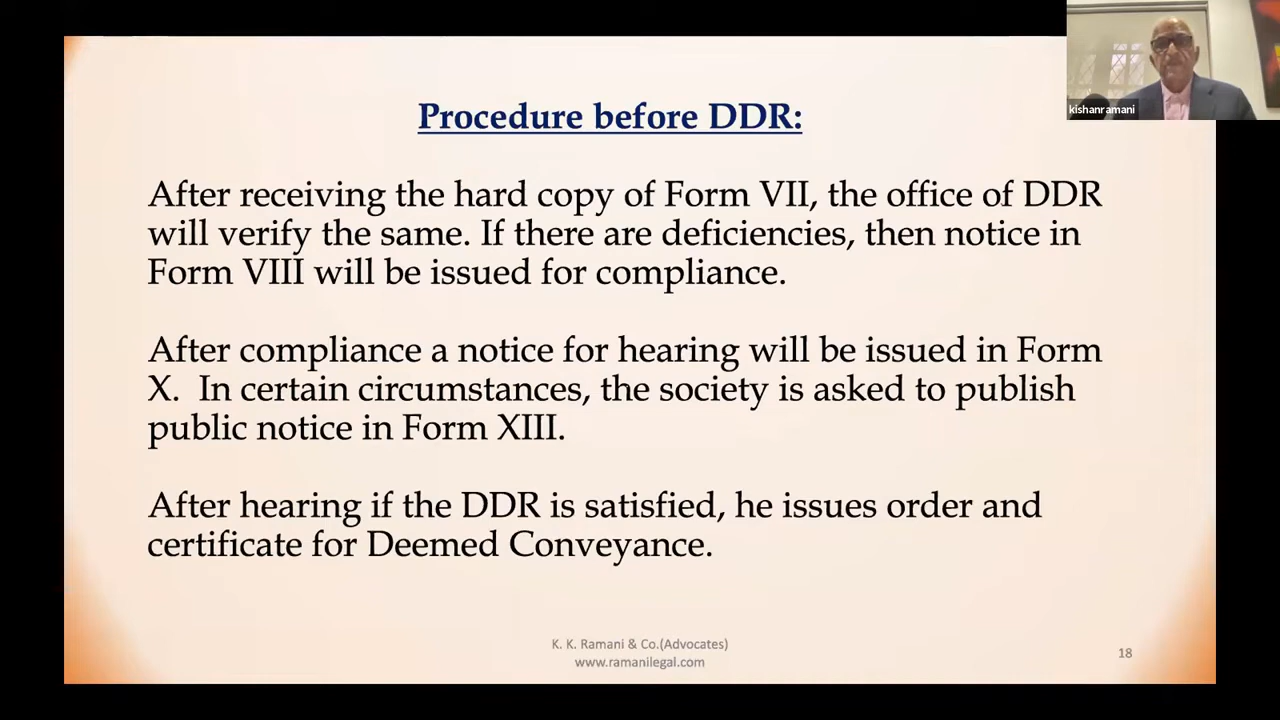 Procedure before DDR:
After receiving the hard copy of Form VII, the office of DDR
will verify the same. If there are deficiencies, then notice in
Form VIII will be issued for compliance.
After compliance a notice for hearing will be issued in Form
X.  In certain circumstances, the society is asked to publish
public notice in Form XIII.
After hearing if the DDR is satisfied, he issues order and
certificate for Deemed Conveyance.
K. K. Ramani & Co.(Advocates)
www.ramanilegal.com
18
kishanramani